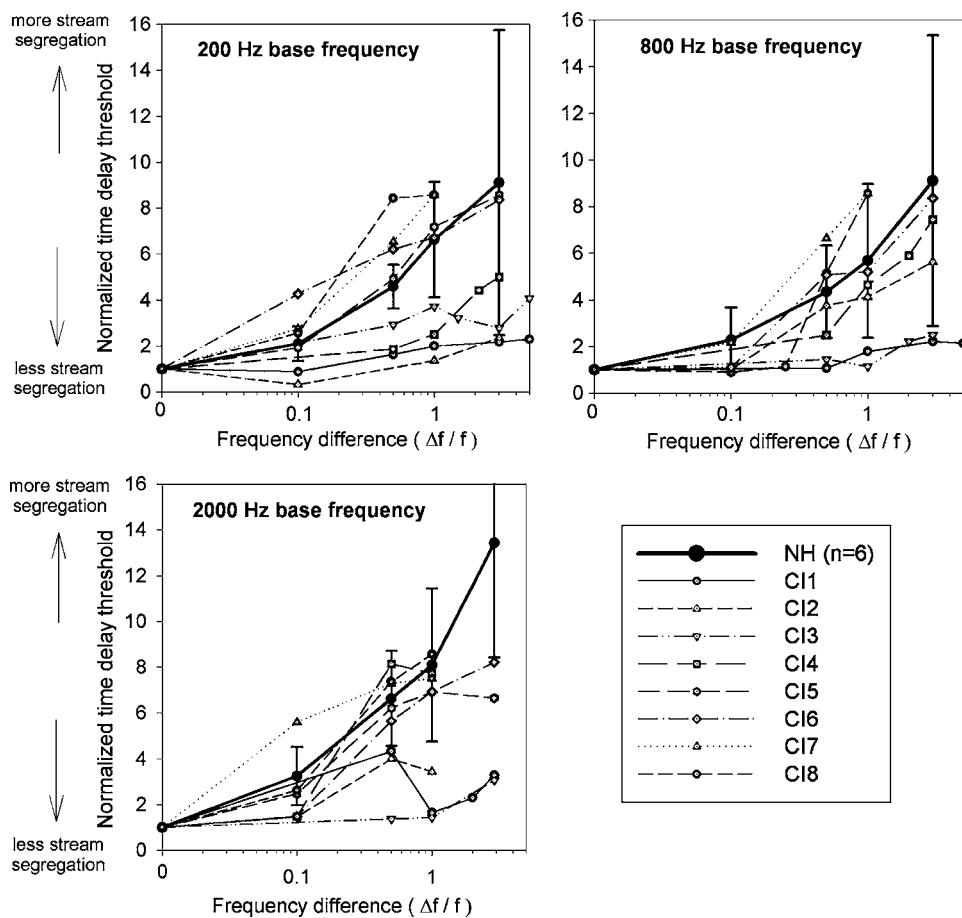 more stream
segregation
less stream
segregation
Normalized time delay threshold
16
14
12
10
8
6
4
2
0
200 Hz base frequency
0
0.1
1
Frequency difference ( Δf / f )
16
14
12
10
8
6
4
2
0
800 Hz base frequency
0
0.1
1
Frequency difference ( Δf / f )
more stream
segregation
less stream
segregation
Normalized time delay threshold
16
14
12
10
8
6
4
2
0
2000 Hz base frequency
0
0.1
1
Frequency difference ( Δf / f )
NH (n=6)
CI1
CI2
CI3
CI4
CI5
CI6
CI7
CI8